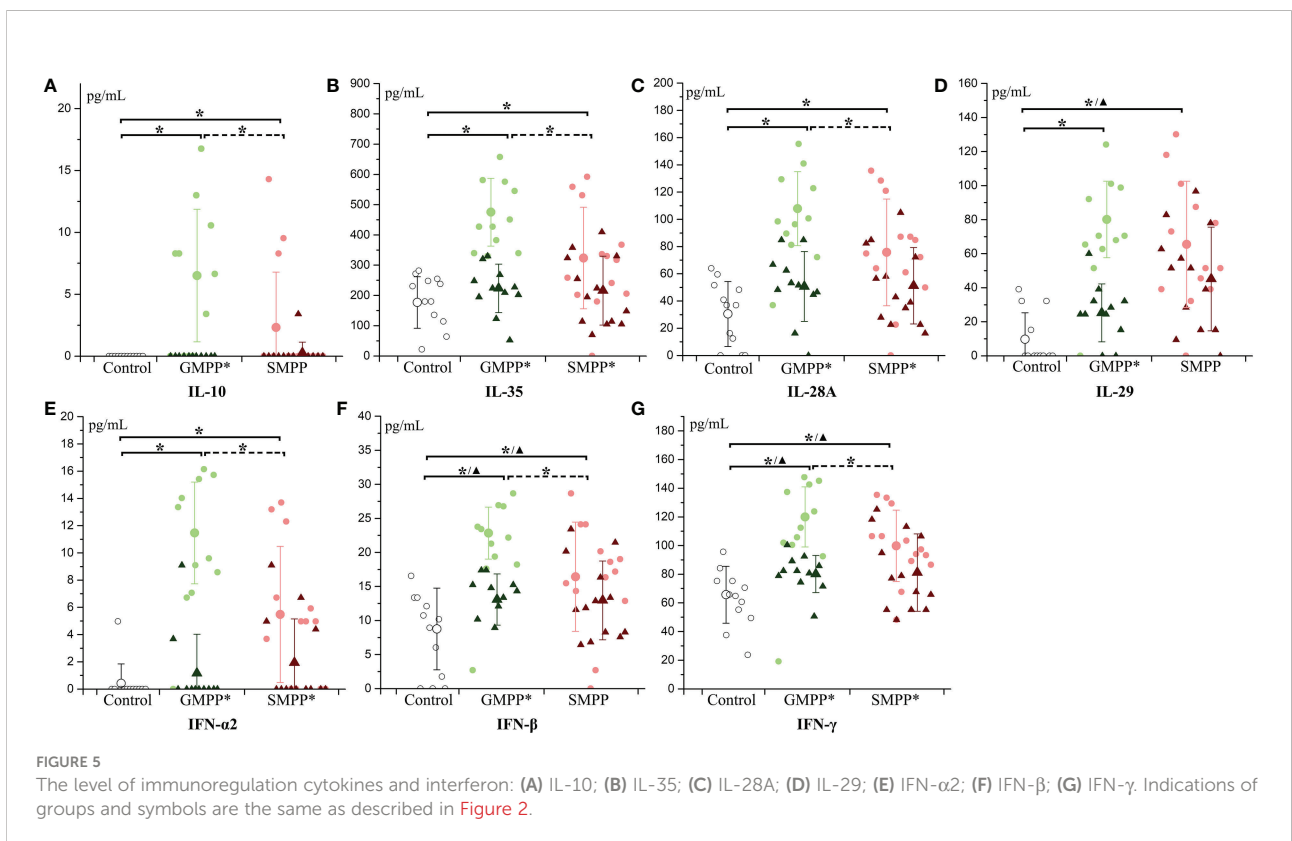 A
pg/mL
20
15
10
5
0
*
* *
Control GMPP* SMPP
IL-10
B
pg/mL
900
800
700
600
500
400
300
200
100
0
*
* *
Control GMPP* SMPP*
IL-35
C
pg/mL
200
180
160
140
120
100
80
60
40
20
0
*
* *
Control GMPP* SMPP*
IL-28A
D
pg/mL
160
140
120
100
80
60
40
20
0
*/▲
*
Control GMPP* SMPP
IL-29
E
pg/mL
20
18
16
14
12
10
8
6
4
2
0
*
* *
Control GMPP* SMPP*
IFN-α2
F
pg/mL
40
35
30
25
20
15
10
5
0
*/▲
*/▲ *
Control GMPP* SMPP
IFN-β
G
pg/mL
180
160
140
120
100
80
60
40
20
0
*/▲
*/▲ *
Control GMPP* SMPP*
IFN-γ
FIGURE 5
The level of immunoregulation cytokines and interferon: (A) IL-10; (B) IL-35; (C) IL-28A; (D) IL-29; (E) IFN-α2; (F) IFN-β; (G) IFN-γ. Indications of
groups and symbols are the same as described in Figure 2.